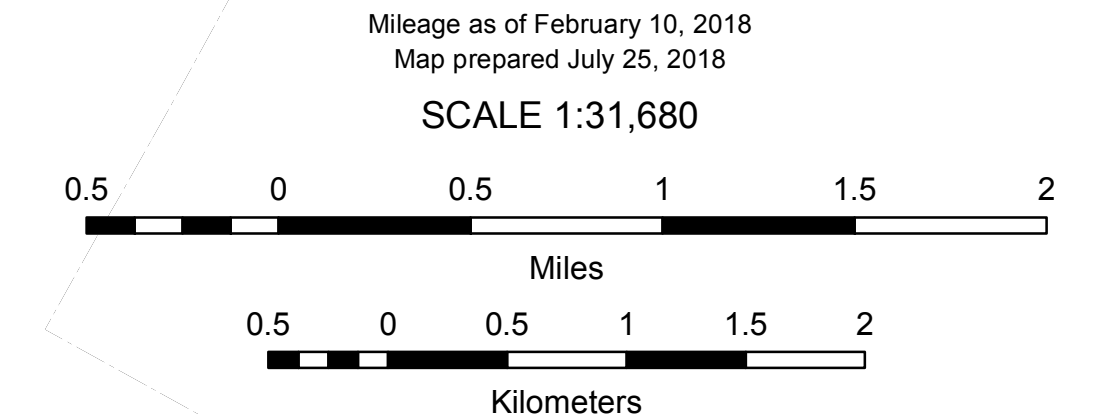 Mileage as of February 10, 2018
Map prepared July 25, 2018
SCALE 1:31,680
0.5 0 0.5 1 1.5 2
Miles
0.5 0 0.5 1 1.5 2
Kilometers